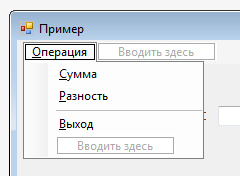 Пример
Операция Вводить здесь
Сумма
Разность
Выход
Вводить здесь